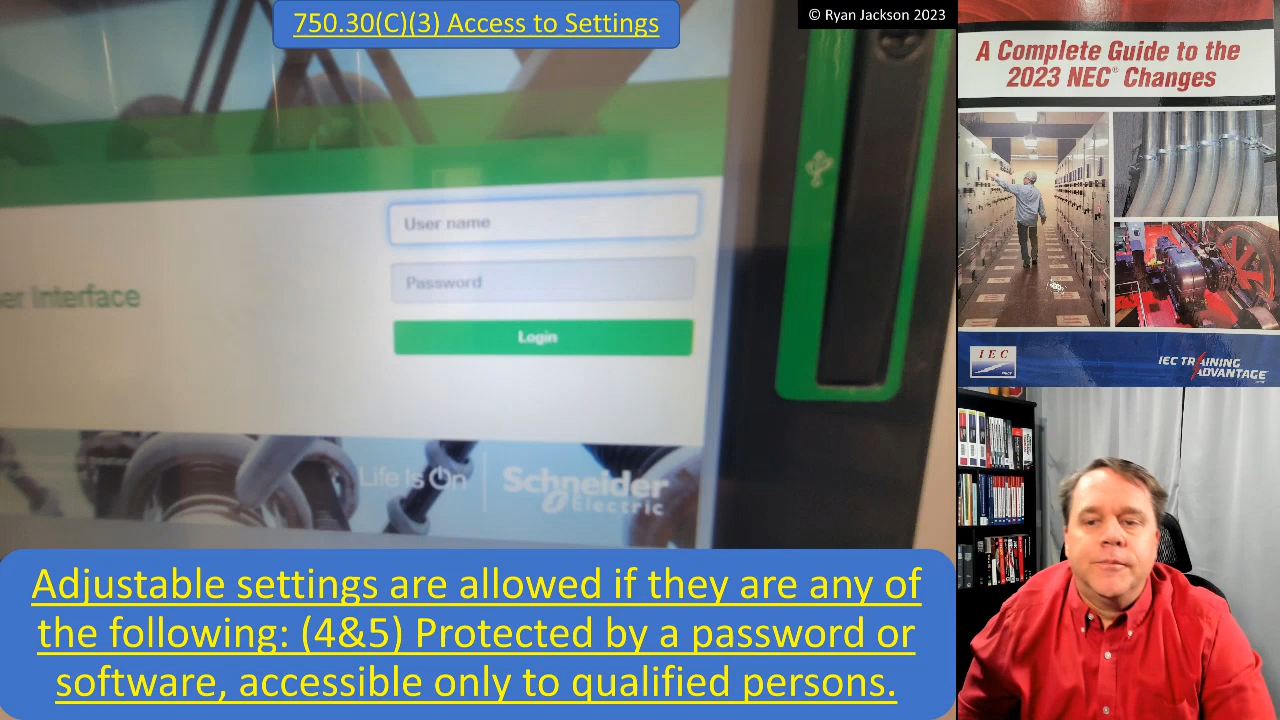 750.30(C)(3) Access to Settings
© Ryan Jackson 2023
A Complete Guide to the
2023 NEC® Changes
User name
Password
er Interface
Login
Life Is On
Schneider
Electric
IEC
IEC TRAINING
ADVANTAGE
Adjustable settings are allowed if they are any of
the following: (4&5) Protected by a password or
software, accessible only to qualified persons.